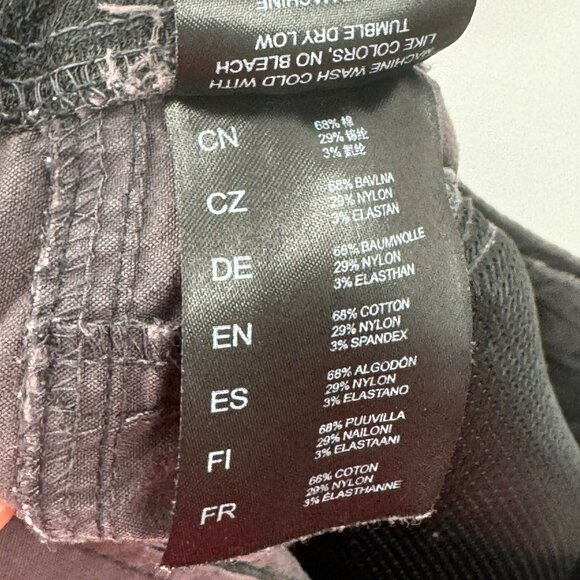 MACHINE WASH COLD WITH
LIKE COLORS, NO BLEACH
TUMBLE DRY LOW
CN
68% 棉
29% 锦纶
3% 氨纶
CZ
68% BAVLNA
29% NYLON
3% ELASTAN
DE
68% BAUMWOLLE
29% NYLON
3% ELASTHAN
EN
68% COTTON
29% NYLON
3% SPANDEX
ES
68% ALGODÓN
29% NYLON
3% ELASTANO
FI
68% PUUVILLA
29% NAILONI
3% ELASTAANI
FR
68% COTON
29% NYLON
3% ÉLASTHANNE